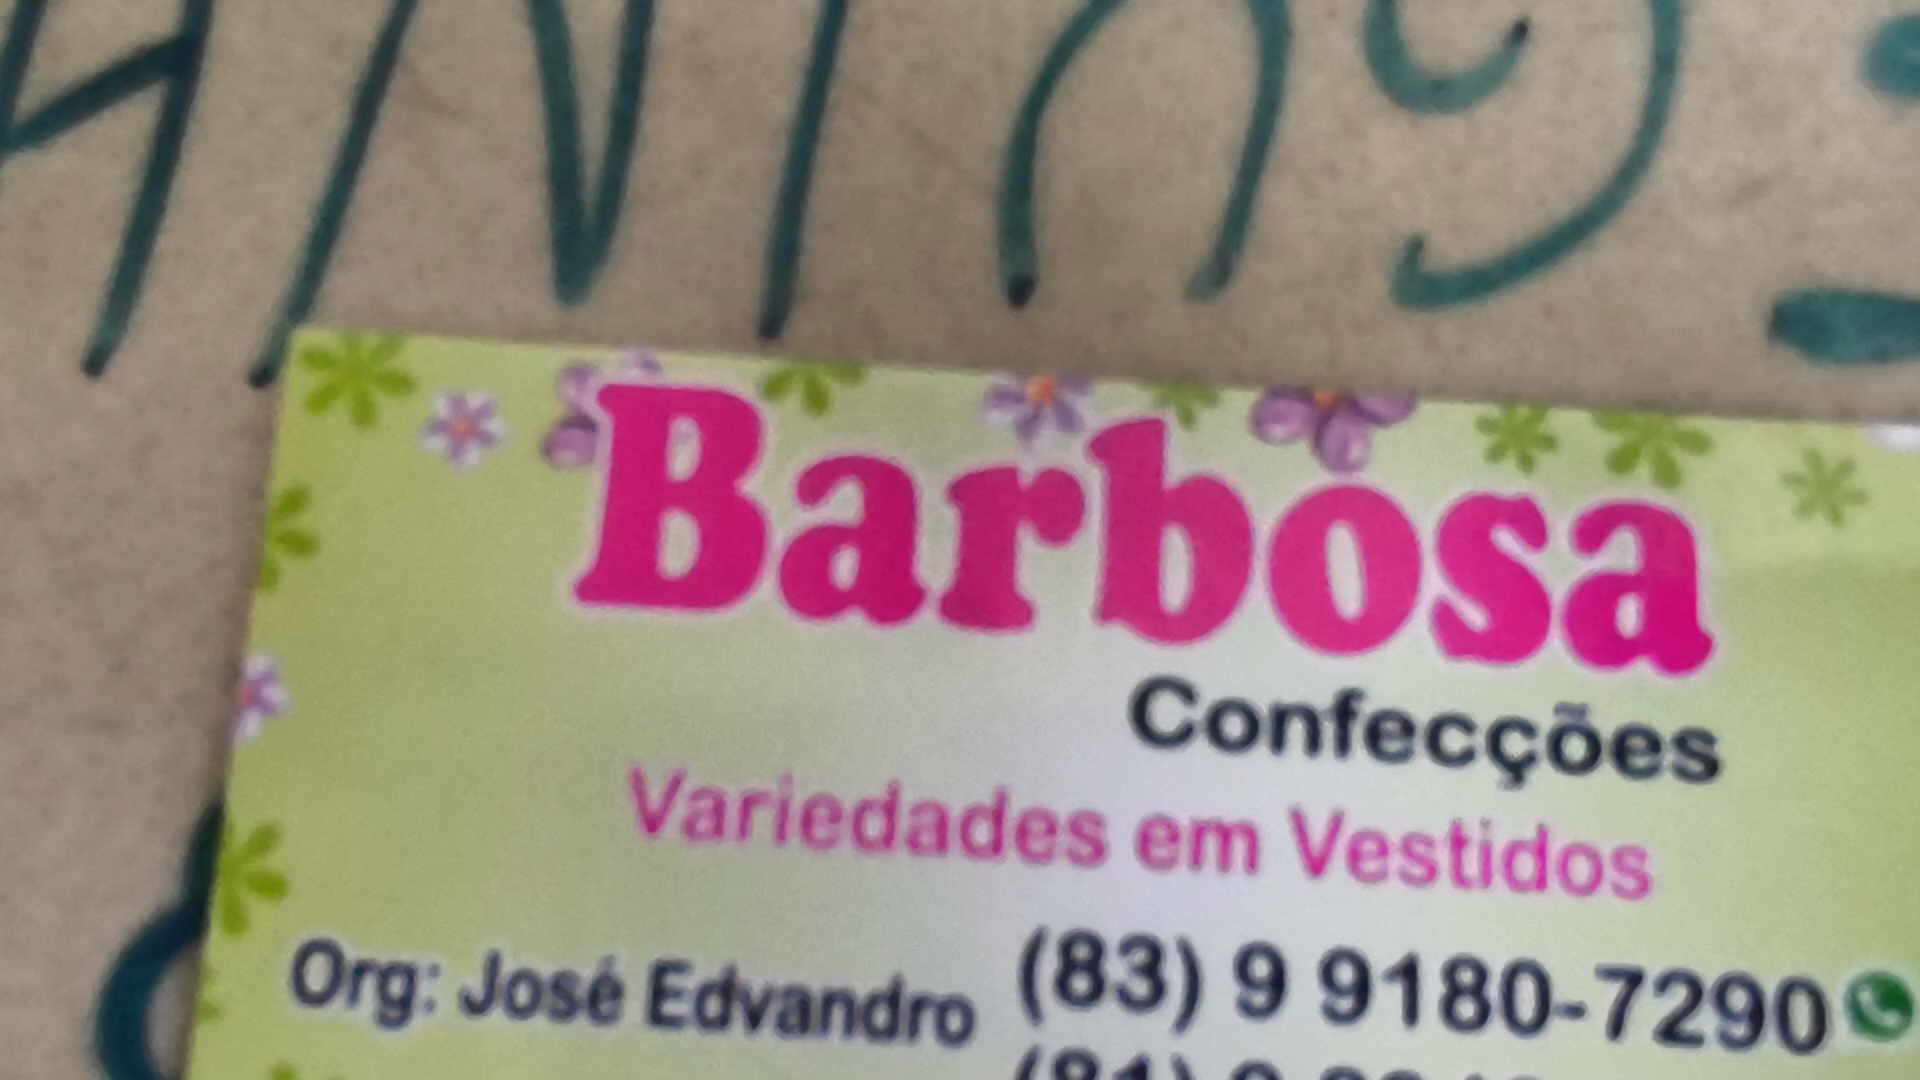 Barbosa
Confecções
Variedades em Vestidos
Org: José Edvandro (83) 9 9180-7290